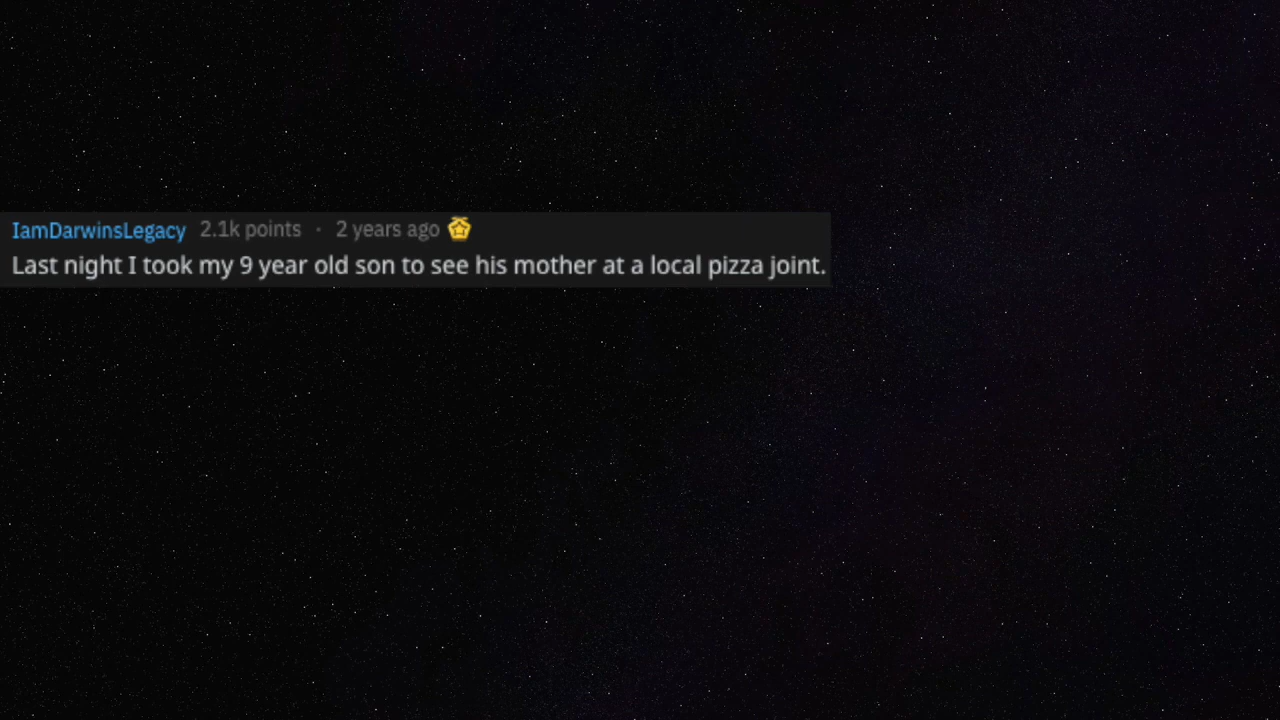 IamDarwinsLegacy 2.1k points · 2 years ago
Last night I took my 9 year old son to see his mother at a local pizza joint.